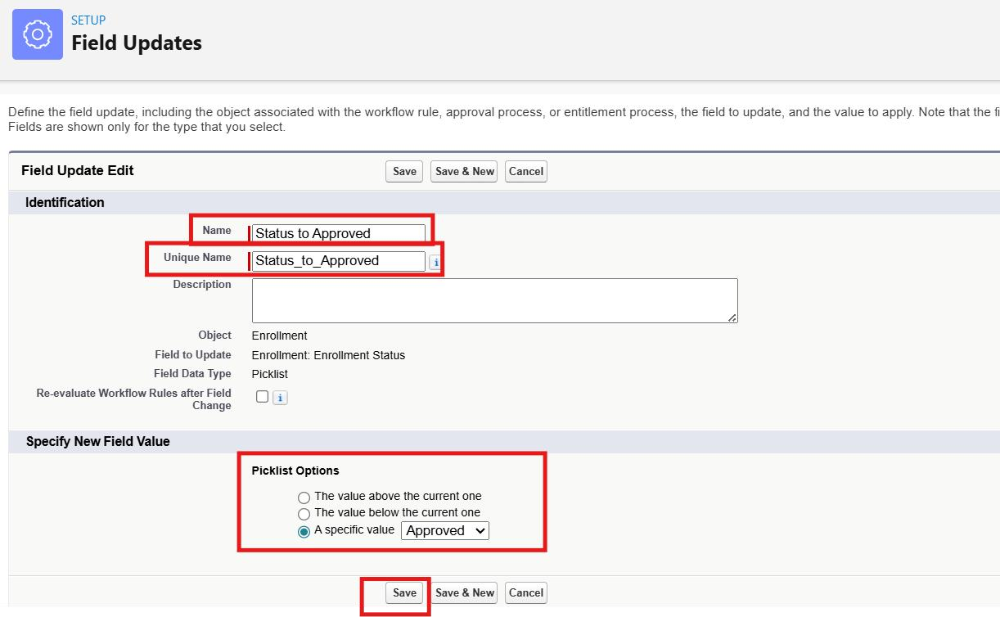 SETUP
Field Updates
Define the field update, including the object associated with the workflow rule, approval process, or entitlement process, the field to update, and the value to apply. Note that the
Fields are shown only for the type that you select.
Field Update Edit Save Save & New Cancel
Identification
Name Status to Approved
Unique Name Status_to_Approved i
Description
Object Enrollment
Field to Update Enrollment: Enrollment Status
Field Data Type Picklist
Re-evaluate Workflow Rules after Field
Change i
Specify New Field Value
Picklist Options
The value above the current one
The value below the current one
A specific value Approved
Save Save & New Cancel